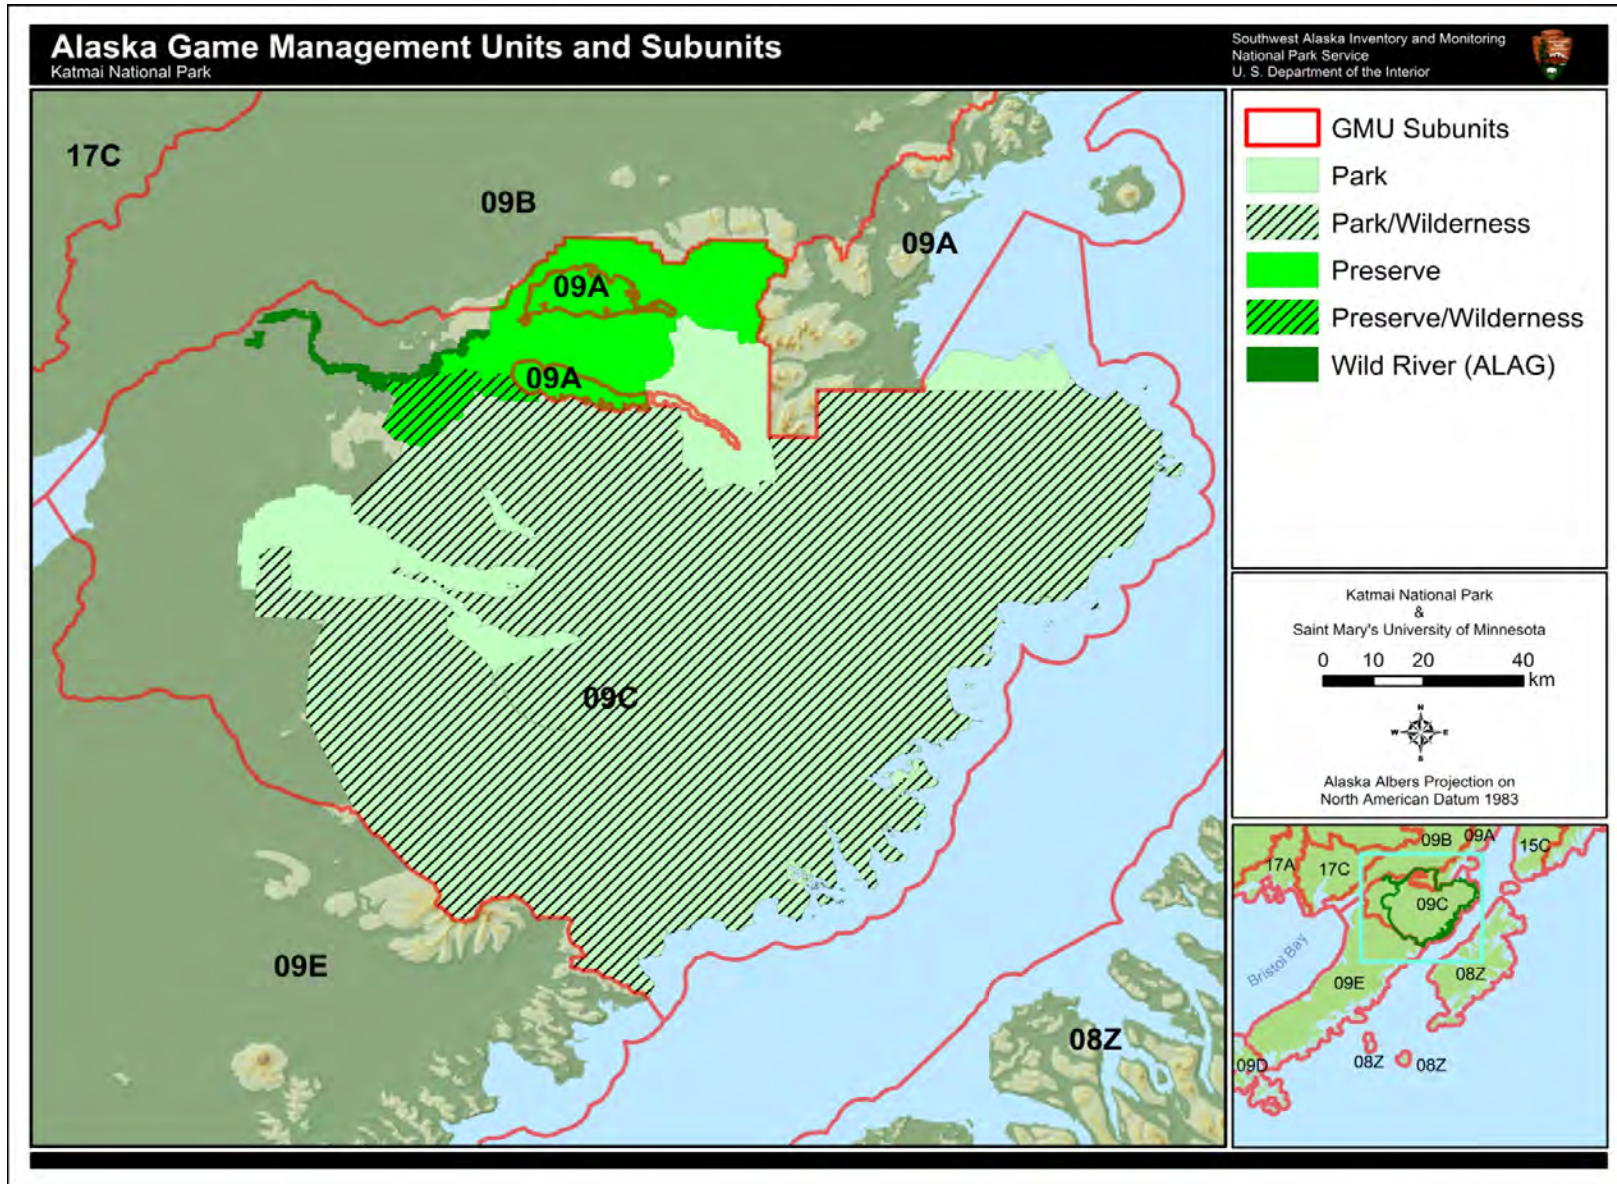 Alaska Game Management Units and Subunits
Katmai National Park
Southwest Alaska Inventory and Monitoring
National Park Service
U. S. Department of the Interior
17C
09B
09A
09A
09A
09C
09E
08Z
GMU Subunits
Park
Park/Wilderness
Preserve
Preserve/Wilderness
Wild River (ALAG)
Katmai National Park
&
Saint Mary's University of Minnesota
0 10 20 40
km
N
W E
S
Alaska Albers Projection on
North American Datum 1983
09B 09A
15C
17A 17C
09C
Bristol Bay
08Z
09E
08Z 08Z
09D